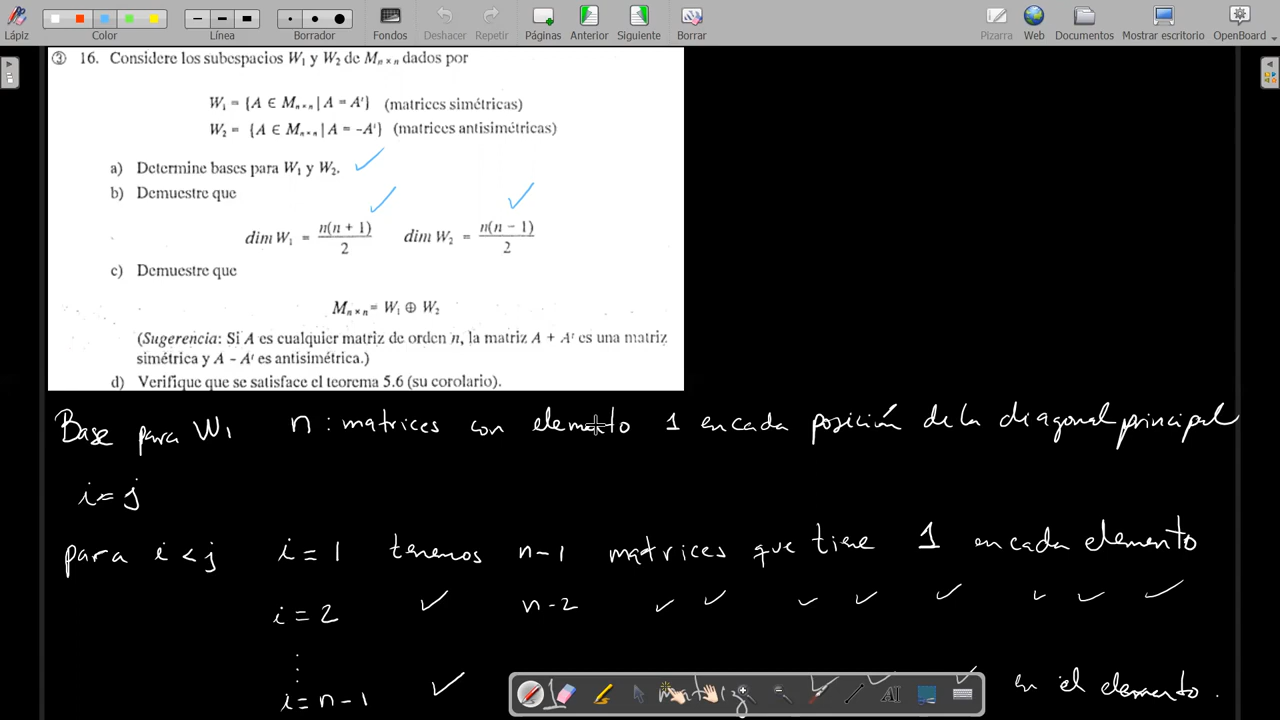 Lápiz Color Línea Borrador Fondos Deshacer Repetir Páginas Anterior Siguiente Borrar Pizarra Web Documentos Mostrar escritorio OpenBoard
③ 16. Considere los subespacios W₁ y W₂ de Mₙₓₙ dados por
W₁ = {A ∈ Mₙₓₙ | A = Aᵗ} (matrices simétricas)
W₂ = {A ∈ Mₙₓₙ | A = -Aᵗ} (matrices antisimétricas)
a) Determine bases para W₁ y W₂. ✓
b) Demuestre que ✓ ✓
dim W₁ = n(n + 1)/2 dim W₂ = n(n − 1)/2
c) Demuestre que
Mₙₓₙ = W₁ ⊕ W₂
(Sugerencia: Si A es cualquier matriz de orden n, la matriz A + Aᵗ es una matriz
simétrica y A - Aᵗ es antisimétrica.)
d) Verifique que se satisface el teorema 5.6 (su corolario).
Base para W₁ n: matrices con elemento 1 en cada posición de la diagonal principal
i = j
para i < j i = 1 tenemos n-1 matrices que tiene 1 en cada elemento
i = 2 ✓ n-2 ✓ ✓ ✓ ✓ ✓ ✓ ✓ ✓
⋮
i = n-1 ✓ 1 matriz ✓ ✓ ✓ en el elemento.